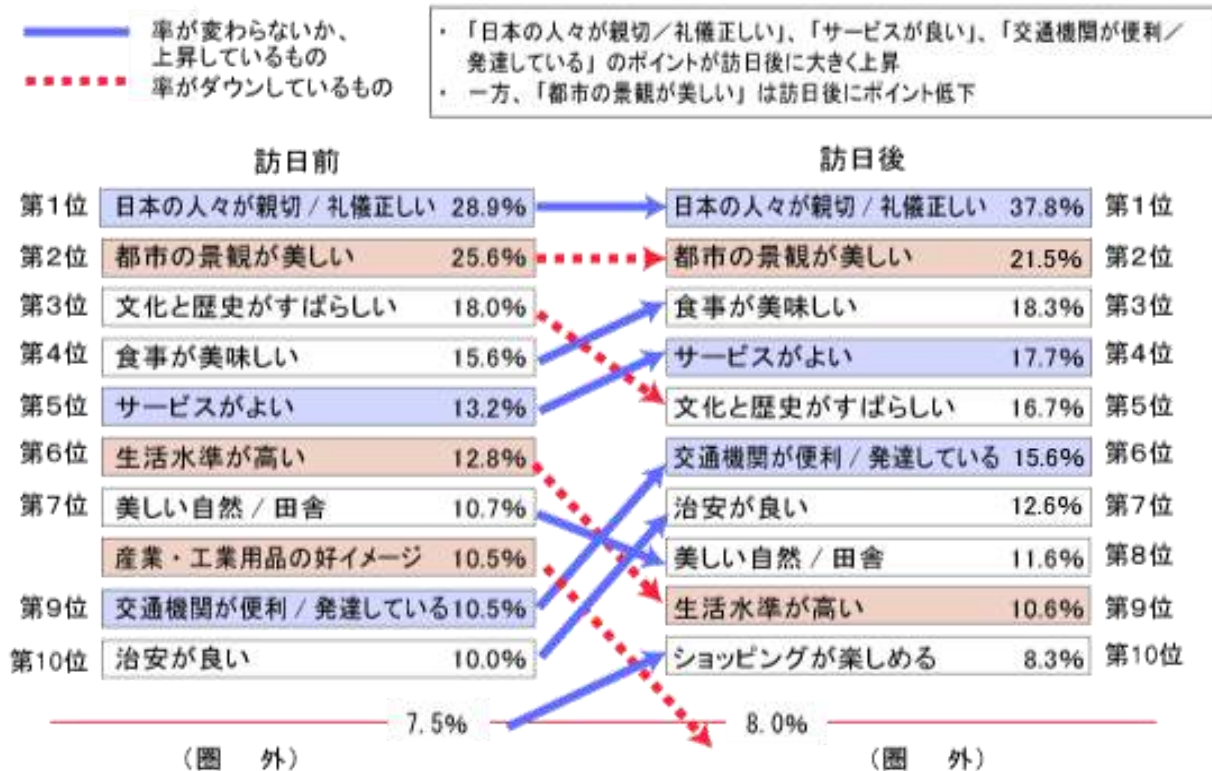 率が変わらないか、
上昇しているもの
率がダウンしているもの
・ 「日本の人々が親切／礼儀正しい」、「サービスが良い」、「交通機関が便利／
発達している」のポイントが訪日後に大きく上昇
・ 一方、「都市の景観が美しい」は訪日後にポイント低下
訪日前 訪日後
第1位 日本の人々が親切 / 礼儀正しい 28.9% 日本の人々が親切 / 礼儀正しい 37.8% 第1位
第2位 都市の景観が美しい 25.6% 都市の景観が美しい 21.5% 第2位
第3位 文化と歴史がすばらしい 18.0% 食事が美味しい 18.3% 第3位
第4位 食事が美味しい 15.6% サービスがよい 17.7% 第4位
第5位 サービスがよい 13.2% 文化と歴史がすばらしい 16.7% 第5位
第6位 生活水準が高い 12.8% 交通機関が便利 / 発達している 15.6% 第6位
第7位 美しい自然 / 田舎 10.7% 治安が良い 12.6% 第7位
産業・工業用品の好イメージ 10.5% 美しい自然 / 田舎 11.6% 第8位
第9位 交通機関が便利 / 発達している 10.5% 生活水準が高い 10.6% 第9位
第10位 治安が良い 10.0% ショッピングが楽しめる 8.3% 第10位
7.5% 8.0%
（圏 外） （圏 外）